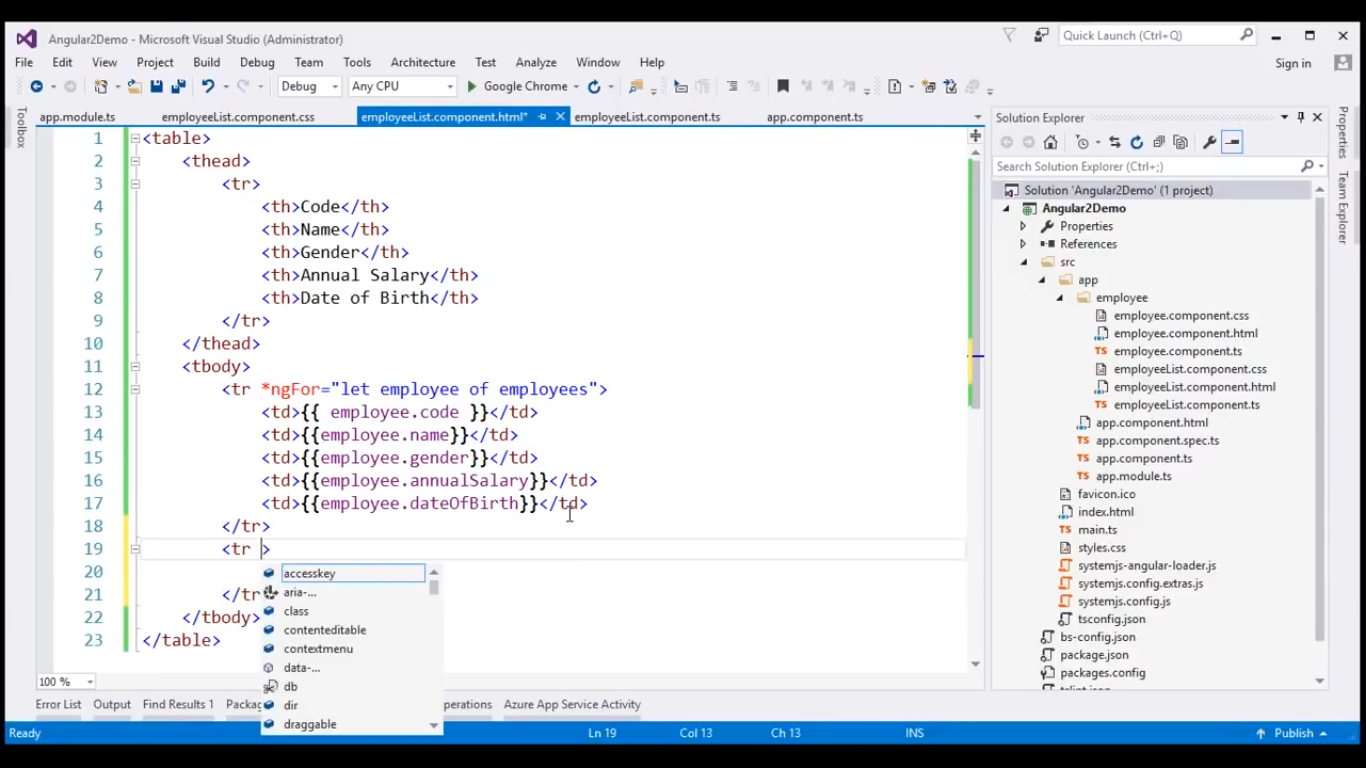 Angular2Demo - Microsoft Visual Studio (Administrator)
Quick Launch (Ctrl+Q)
File Edit View Project Build Debug Team Tools Architecture Test Analyze Window Help
Sign in
Debug Any CPU Google Chrome
Toolbox
app.module.ts employeeList.component.css employeeList.component.html* employeeList.component.ts app.component.ts
1 <table>
2 <thead>
3 <tr>
4 <th>Code</th>
5 <th>Name</th>
6 <th>Gender</th>
7 <th>Annual Salary</th>
8 <th>Date of Birth</th>
9 </tr>
10 </thead>
11 <tbody>
12 <tr *ngFor="let employee of employees">
13 <td>{{ employee.code }}</td>
14 <td>{{employee.name}}</td>
15 <td>{{employee.gender}}</td>
16 <td>{{employee.annualSalary}}</td>
17 <td>{{employee.dateOfBirth}}</td>
18 </tr>
19 <tr >
20
21 </tr
22 </tbody>
23 </table>
accesskey
aria-...
class
contenteditable
contextmenu
data-...
db
dir
draggable
100 %
Solution Explorer
Search Solution Explorer (Ctrl+;)
Solution 'Angular2Demo' (1 project)
Angular2Demo
Properties
References
src
app
employee
employee.component.css
employee.component.html
employee.component.ts
employeeList.component.css
employeeList.component.html
employeeList.component.ts
app.component.html
app.component.spec.ts
app.component.ts
app.module.ts
favicon.ico
index.html
main.ts
styles.css
systemjs-angular-loader.js
systemjs.config.extras.js
systemjs.config.js
tsconfig.json
bs-config.json
package.json
packages.config
Properties
Team Explorer
Error List Output Find Results 1 Azure App Service Activity
Ready Ln 19 Col 13 Ch 13 INS Publish